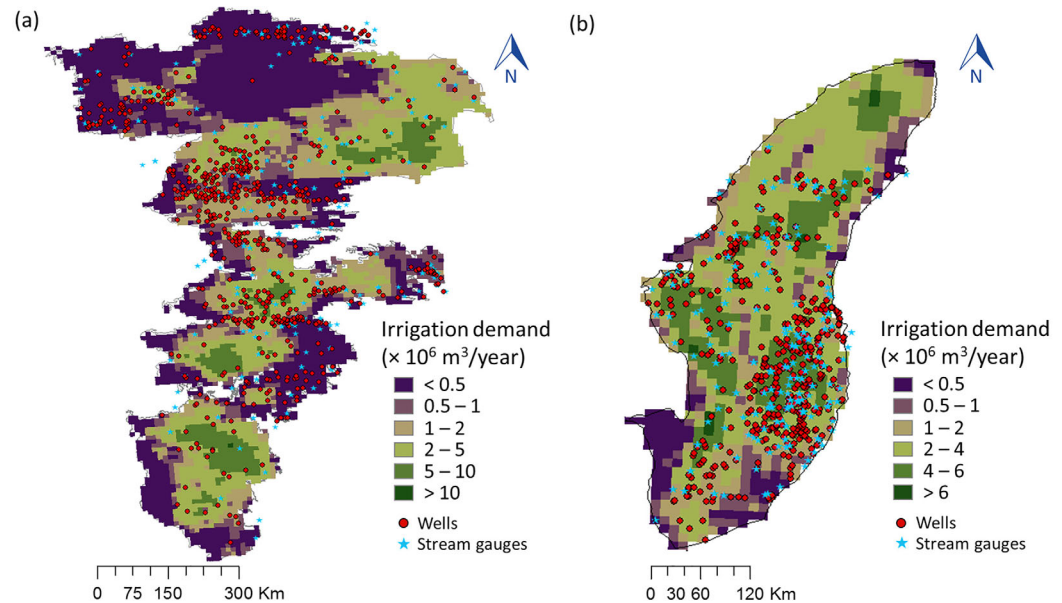 (a)
N
Irrigation demand
(× 10⁶ m³/year)
< 0.5
0.5 – 1
1 – 2
2 – 5
5 – 10
> 10
Wells
Stream gauges
0 75 150 300 Km
(b)
N
Irrigation demand
(× 10⁶ m³/year)
< 0.5
0.5 – 1
1 – 2
2 – 4
4 – 6
> 6
Wells
Stream gauges
0 30 60 120 Km